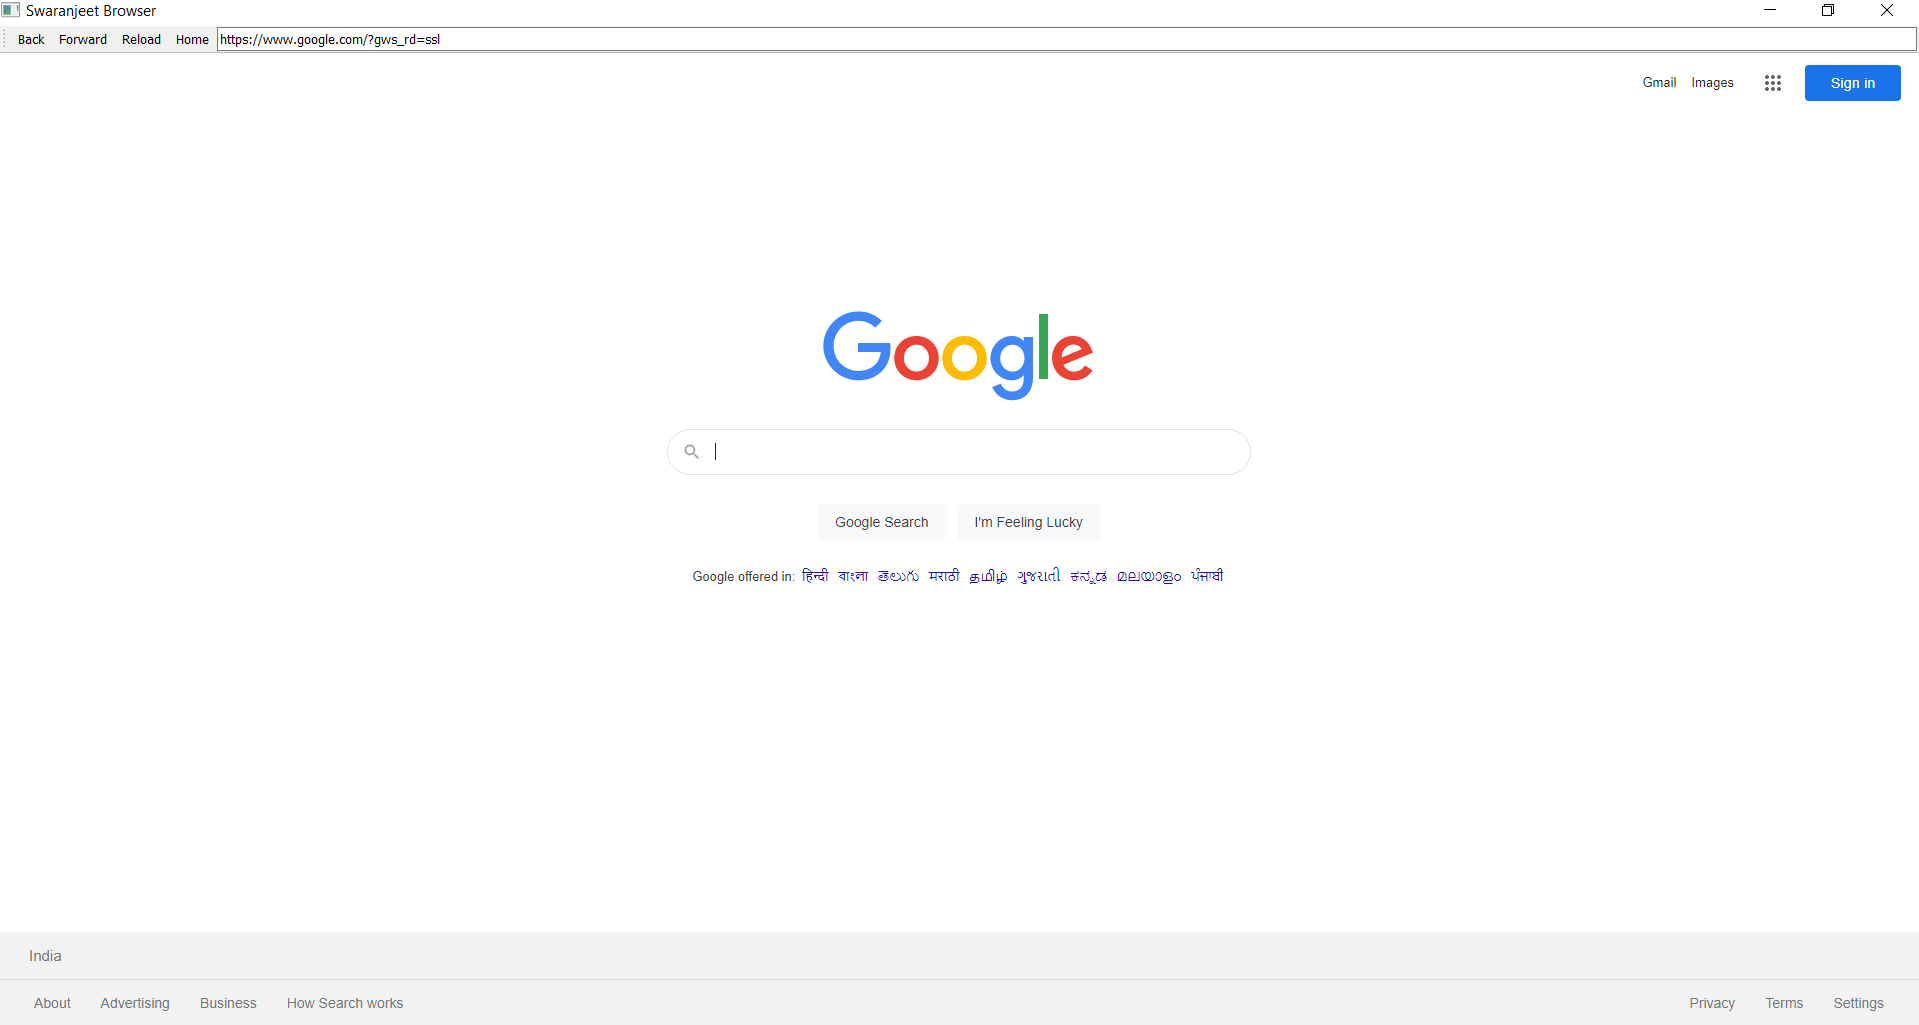 Swaranjeet Browser
Back Forward Reload Home https://www.google.com/?gws_rd=ssl
Gmail Images Sign in
Google
Google Search I'm Feeling Lucky
Google offered in: हिन्दी বাংলা తెలుగు मराठी தமிழ் ગુજરાતી ಕನ್ನಡ മലയാളം ਪੰਜਾਬੀ
India
About Advertising Business How Search works Privacy Terms Settings